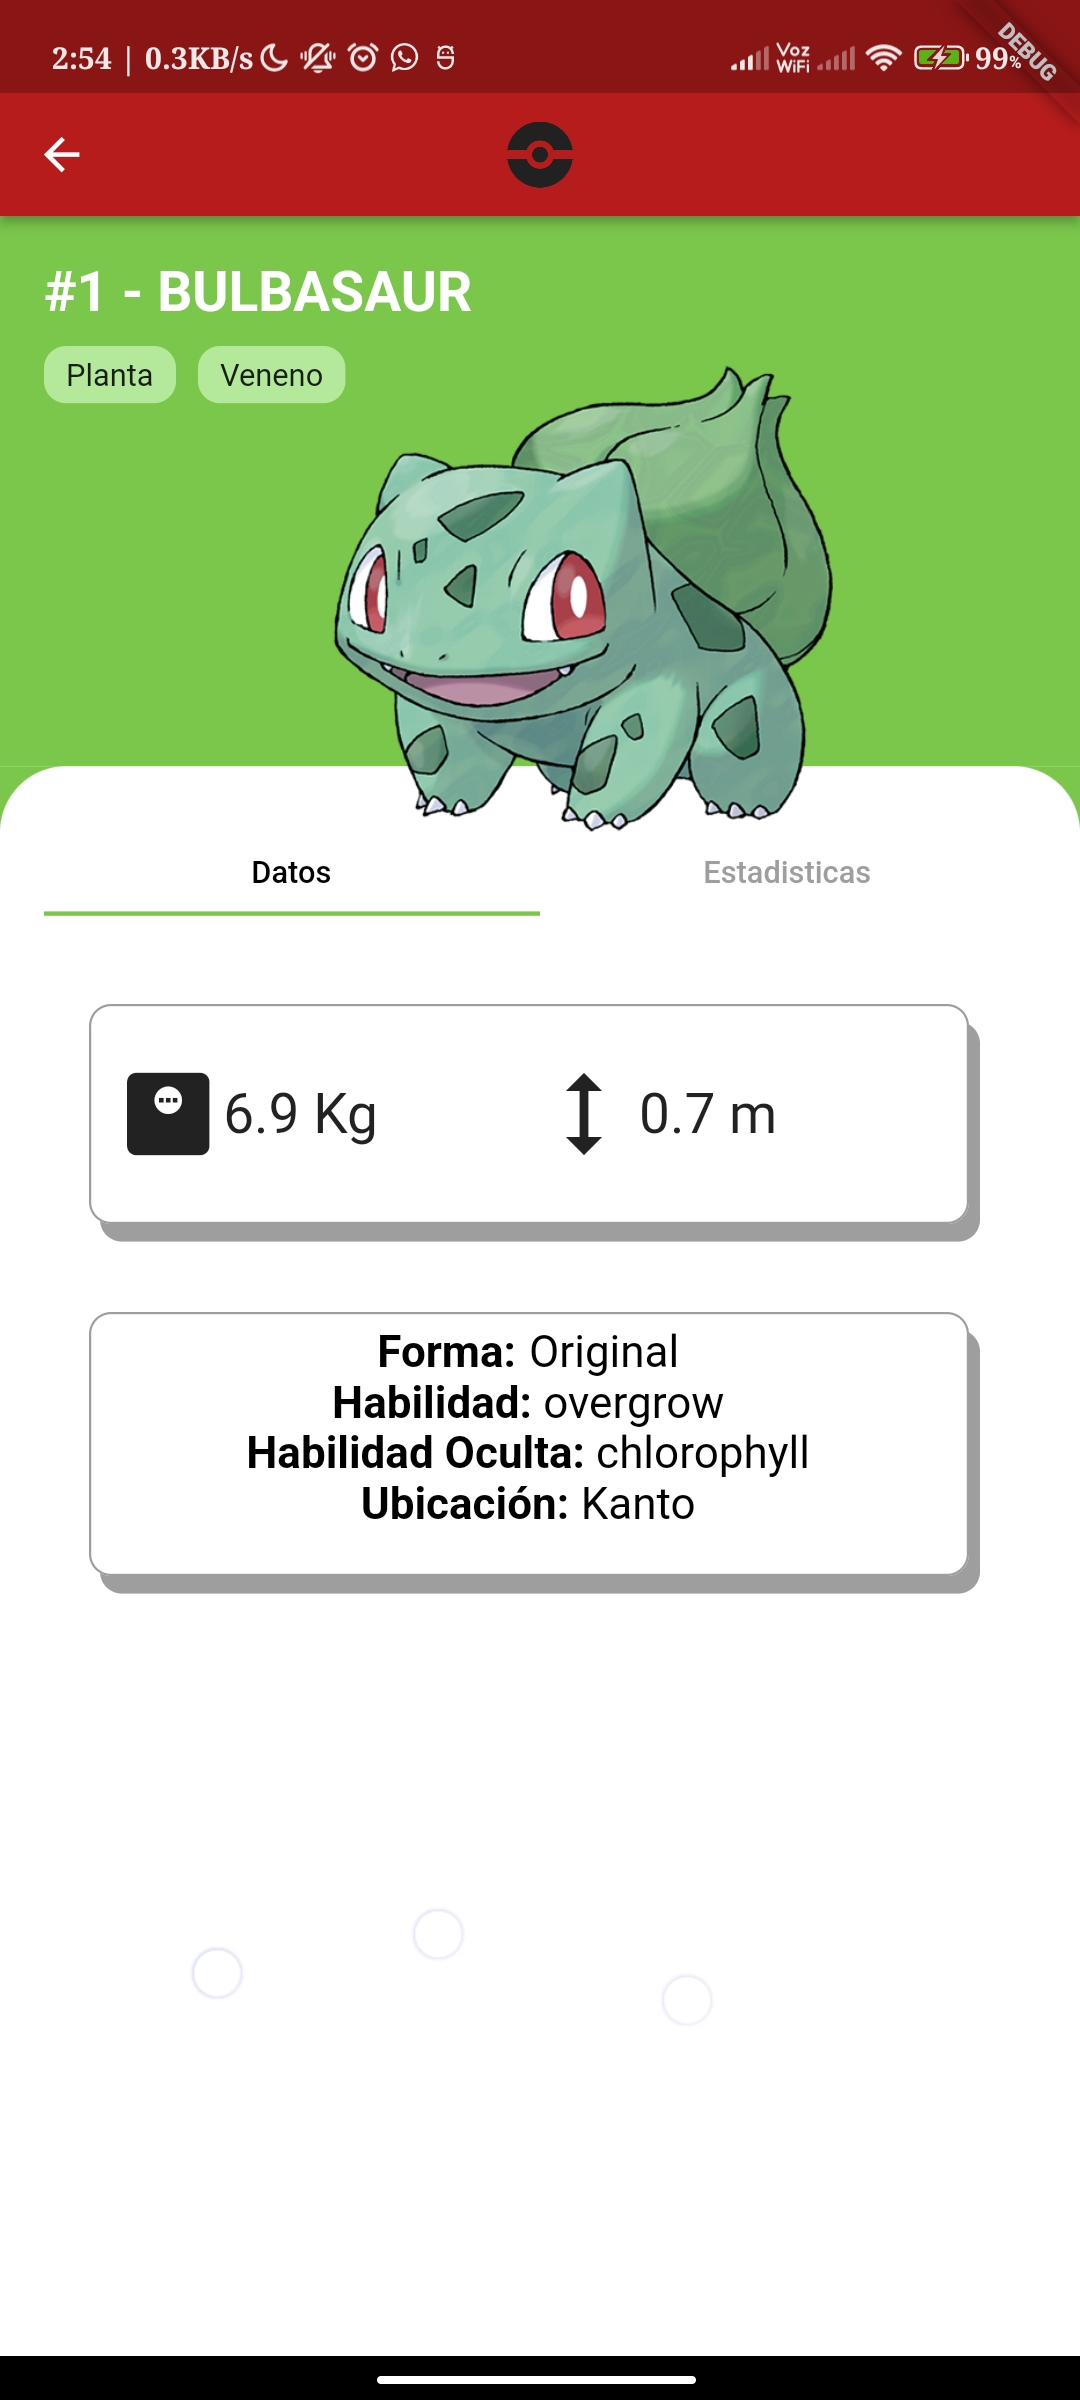 2:54 | 0.3KB/s
Voz
WiFi
99%
DEBUG
#1 - BULBASAUR
Planta Veneno
Datos Estadisticas
6.9 Kg 0.7 m
Forma: Original
Habilidad: overgrow
Habilidad Oculta: chlorophyll
Ubicación: Kanto